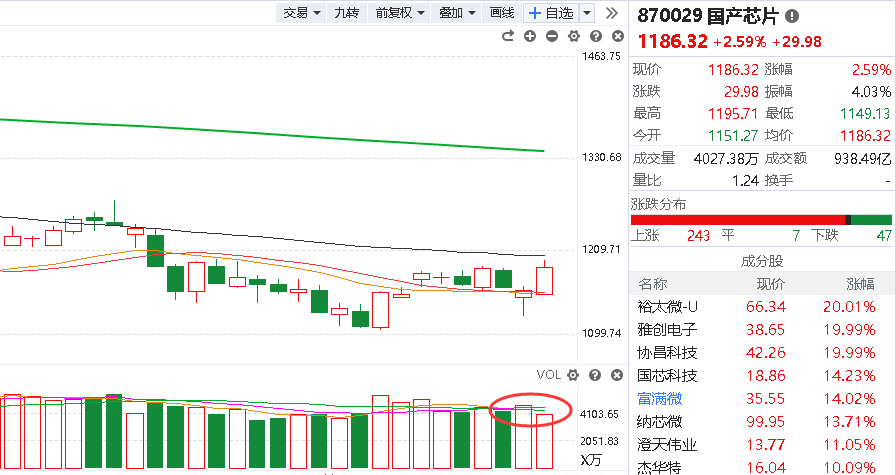 交易 九转 前复权 叠加 画线 + 自选
870029 国产芯片
1186.32 +2.59% +29.98
现价 1186.32 涨幅 2.59%
涨跌 29.98 振幅 4.03%
最高 1195.71 最低 1149.13
今开 1151.27 均价 1186.32
成交量 4027.38万 成交额 938.49亿
量比 1.24 换手 -
涨跌分布
上涨 243 平 7 下跌 47
成分股
名称 现价 涨幅
裕太微-U 66.34 20.01%
雅创电子 38.65 19.99%
协昌科技 42.26 19.99%
国芯科技 18.86 14.23%
富满微 35.55 14.02%
纳芯微 99.95 13.71%
澄天伟业 13.77 11.05%
杰华特 16.04 10.09%
1463.75
1330.68
1209.71
1099.74
VOL
4103.65
2051.83
X万